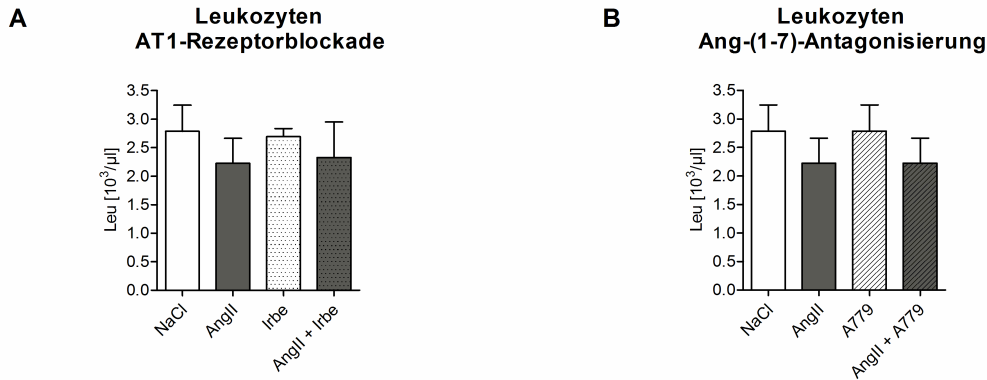 A
Leukozyten
AT1-Rezeptorblockade
3.5
3.0
2.5
2.0
1.5
1.0
0.5
0.0
Leu [10³/µl]
NaCl
AngII
Irbe
AngII + Irbe
B
Leukozyten
Ang-(1-7)-Antagonisierung
3.5
3.0
2.5
2.0
1.5
1.0
0.5
0.0
Leu [10³/µl]
NaCl
AngII
A779
AngII + A779